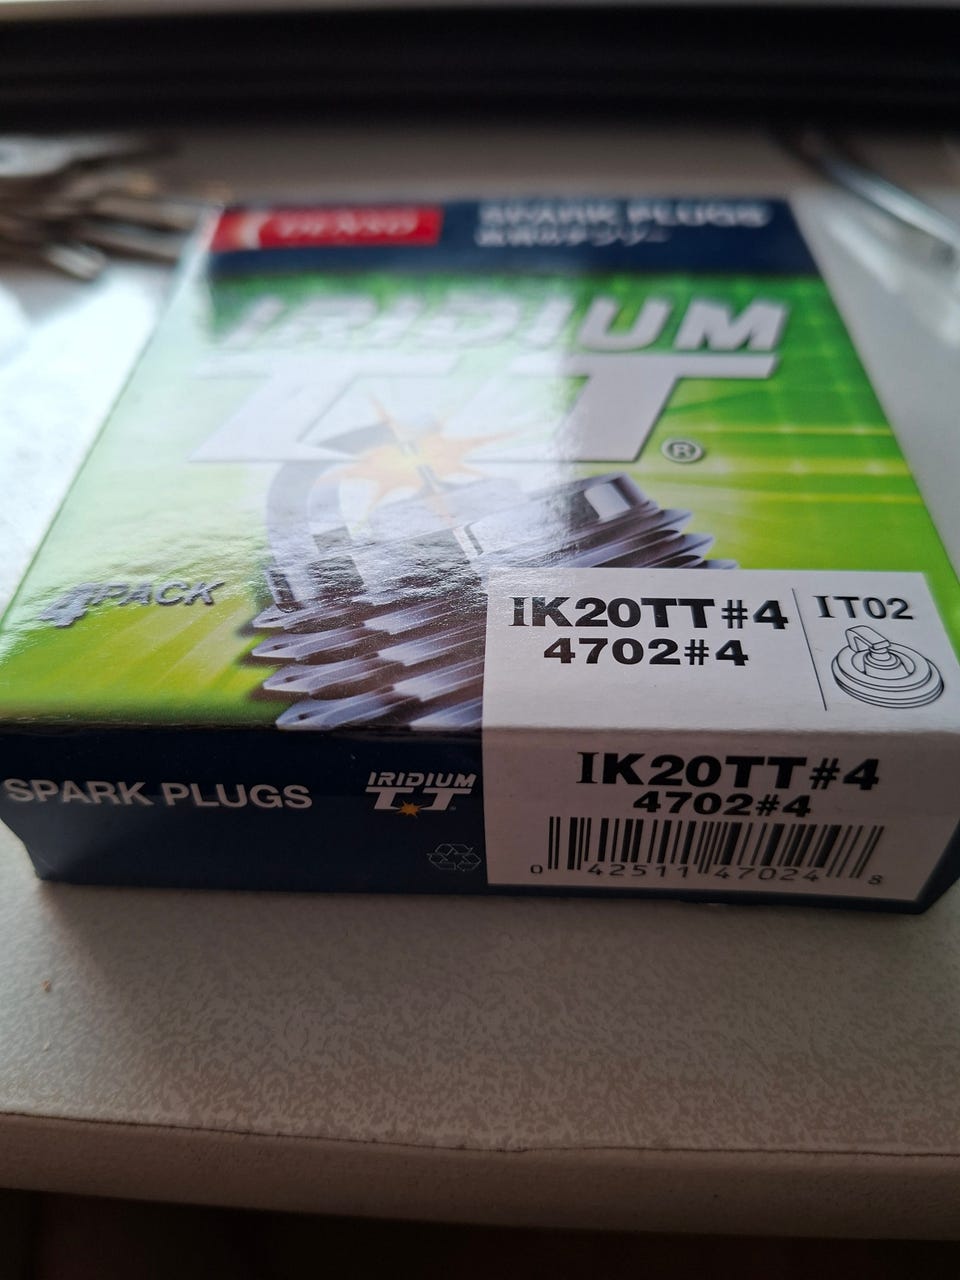 DENSO
SPARK PLUGS
IRIDIUM
TT
®
4PACK
IK20TT#4
4702#4
IT02
SPARK PLUGS
IRIDIUM
TT
IK20TT#4
4702#4
0 42511 47024 8